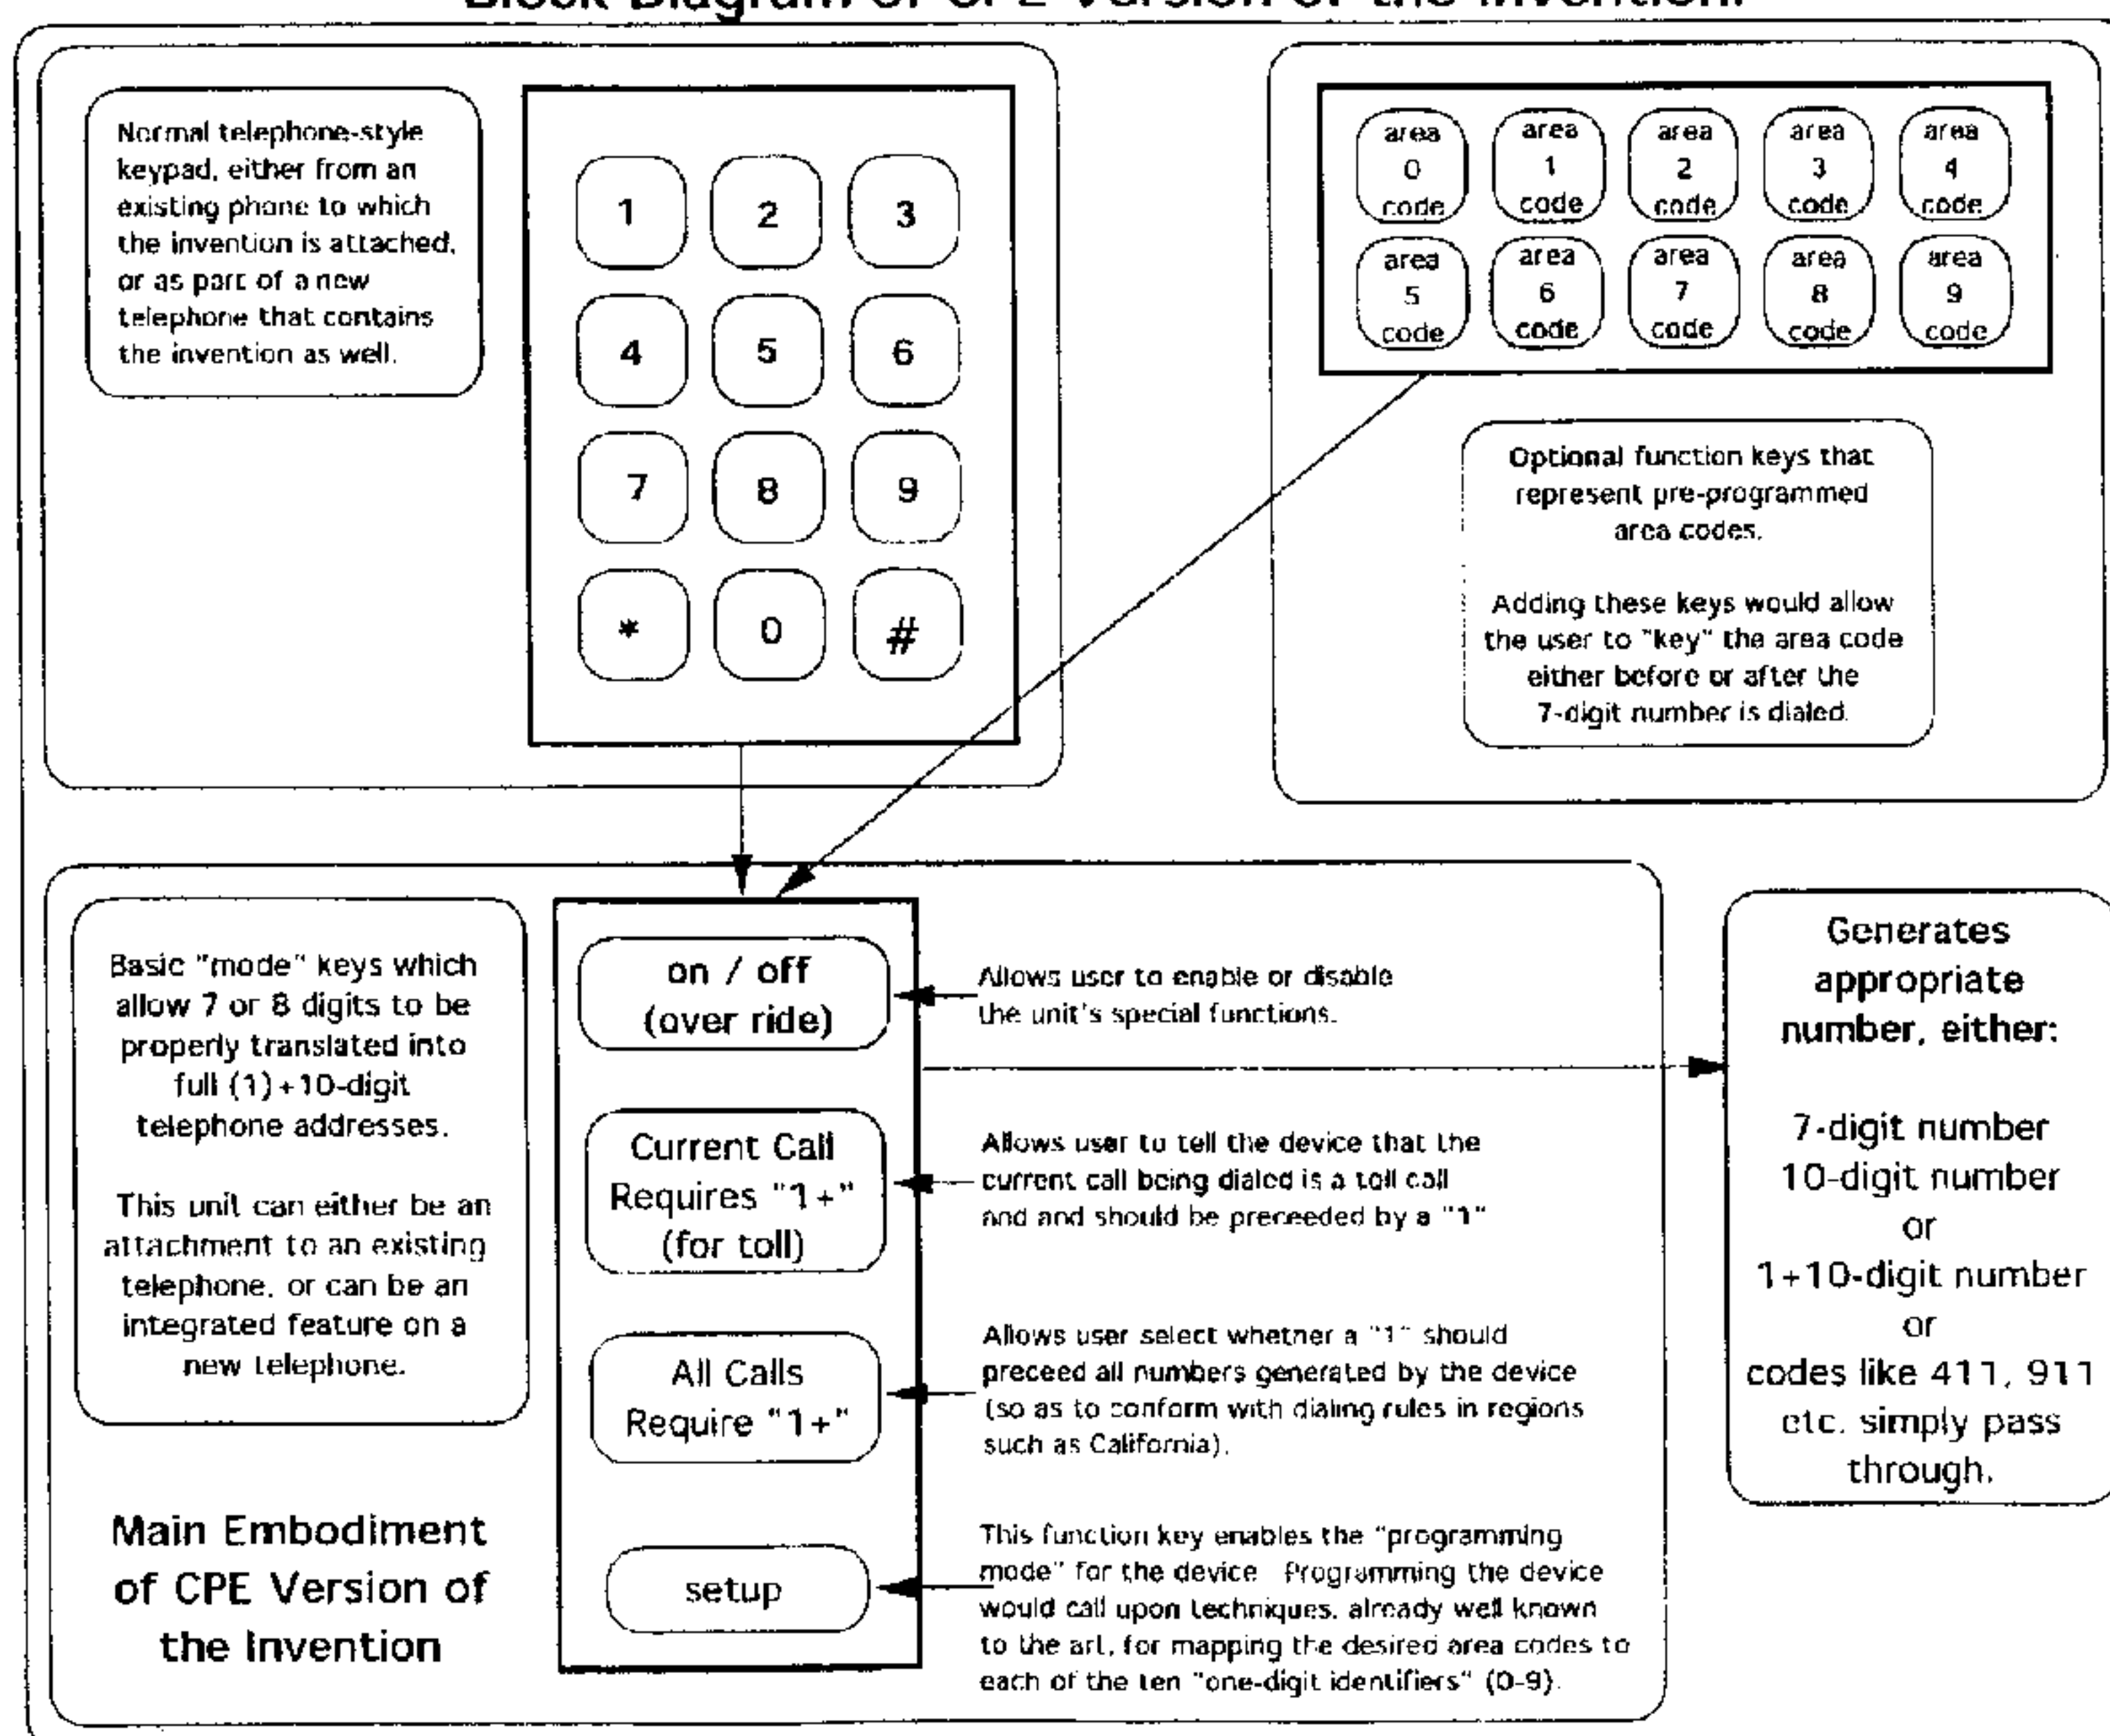 Block Diagram of CPE Version of the Invention.
Normal telephone-style
keypad, either from an
existing phone to which
the invention is attached,
or as part of a new
telephone that contains
the invention as well.
1 2 3
4 5 6
7 8 9
* 0 #
area area area area area
0 1 2 3 4
code code code code code
area area area area area
5 6 7 8 9
code code code code code
Optional function keys that
represent pre-programmed
area codes.
Adding these keys would allow
the user to "key" the area code
either before or after the
7-digit number is dialed.
Basic "mode" keys which
allow 7 or 8 digits to be
properly translated into
full (1)+10-digit
telephone addresses.
This unit can either be an
attachment to an existing
telephone, or can be an
integrated feature on a
new telephone.
Main Embodiment
of CPE Version of
the Invention
on / off
(over ride)
Current Call
Requires "1+"
(for toll)
All Calls
Require "1+"
setup
Allows user to enable or disable
the unit's special functions.
Allows user to tell the device that the
current call being dialed is a toll call
and and should be preceeded by a "1"
Allows user select whether a "1" should
preceed all numbers generated by the device
(so as to conform with dialing rules in regions
such as California).
This function key enables the "programming
mode" for the device Programming the device
would call upon techniques, already well known
to the art, for mapping the desired area codes to
each of the ten "one-digit identifiers" (0-9).
Generates
appropriate
number, either:
7-digit number
10-digit number
or
1+10-digit number
or
codes like 411, 911
etc. simply pass
through.